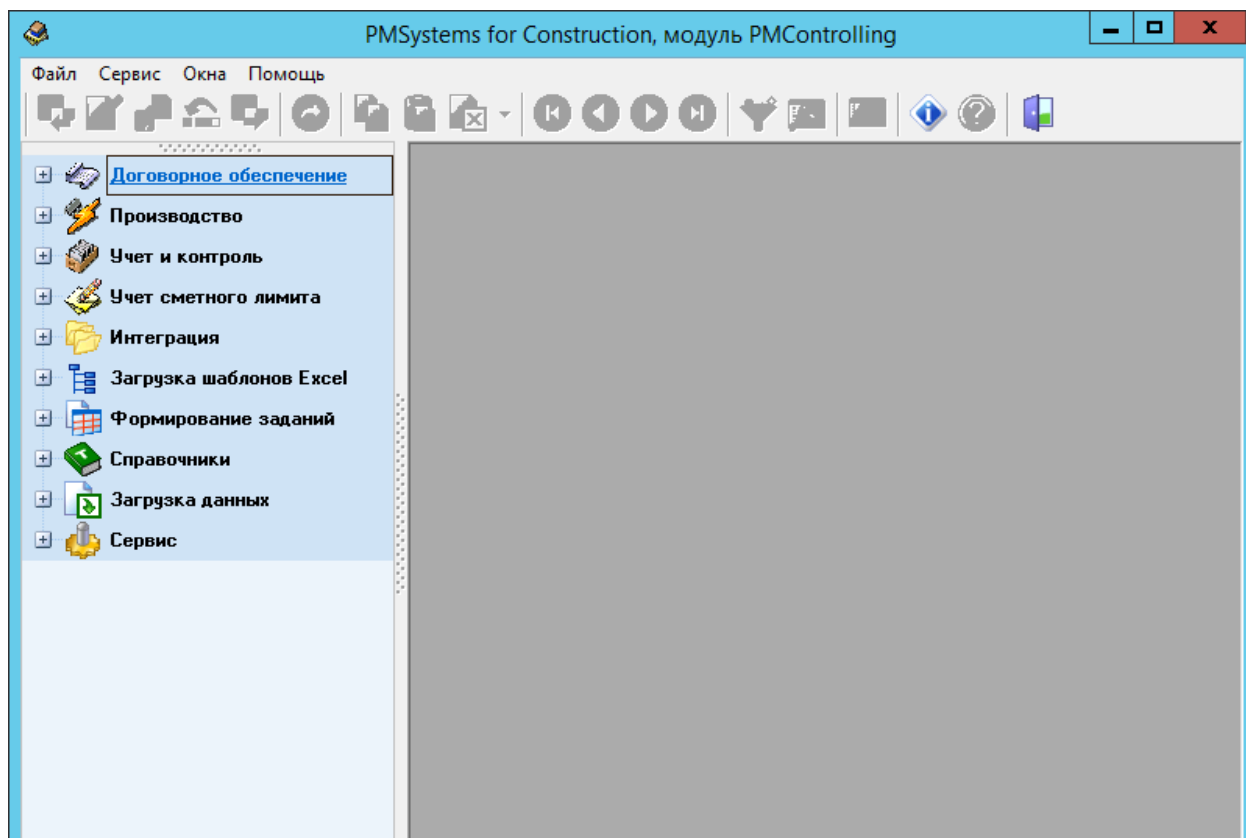 PMSystems for Construction, модуль PMControlling
Файл Сервис Окна Помощь
Договорное обеспечение
Производство
Учет и контроль
Учет сметного лимита
Интеграция
Загрузка шаблонов Excel
Формирование заданий
Справочники
Загрузка данных
Сервис